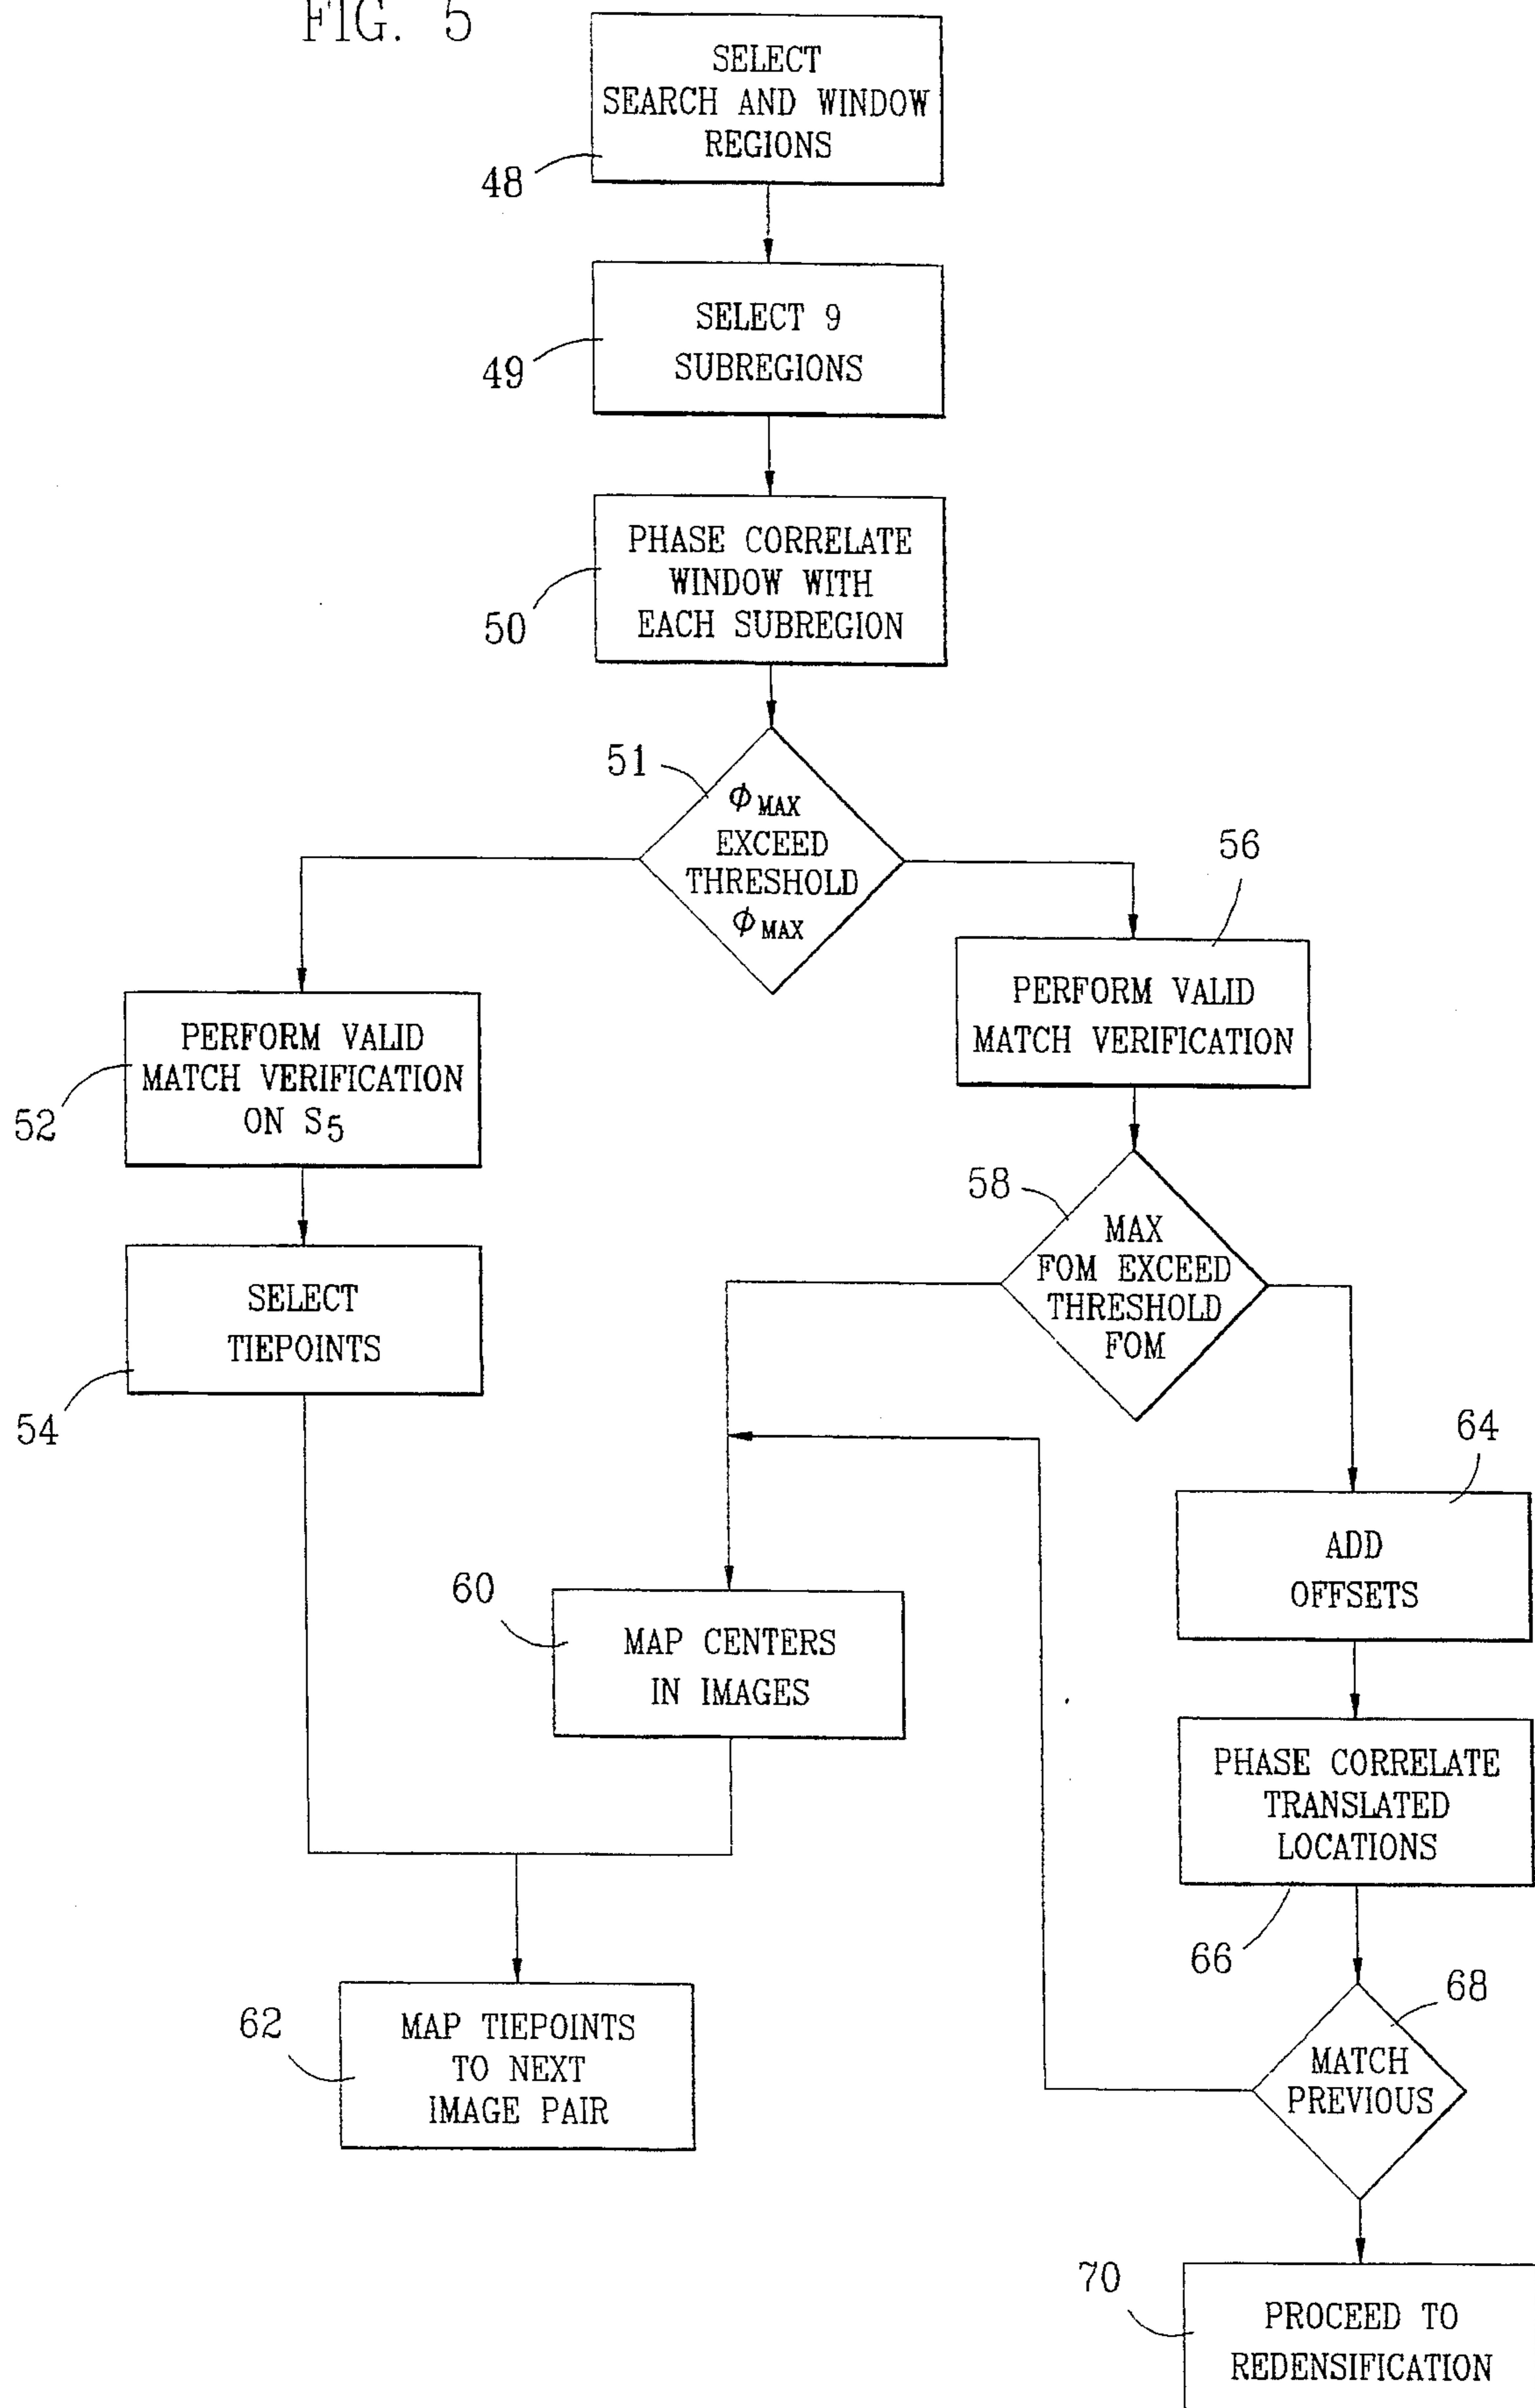 FIG. 5
SELECT
SEARCH AND WINDOW
REGIONS
48
SELECT 9
SUBREGIONS
49
PHASE CORRELATE
WINDOW WITH
EACH SUBREGION
50
51
ΦMAX
EXCEED
THRESHOLD
ΦMAX
56
PERFORM VALID
MATCH VERIFICATION
ON S5
52
PERFORM VALID
MATCH VERIFICATION
58
MAX
FOM EXCEED
THRESHOLD
FOM
SELECT
TIEPOINTS
54
64
ADD
OFFSETS
60
MAP CENTERS
IN IMAGES
PHASE CORRELATE
TRANSLATED
LOCATIONS
66
68
MATCH
PREVIOUS
62
MAP TIEPOINTS
TO NEXT
IMAGE PAIR
70
PROCEED TO
REDENSIFICATION